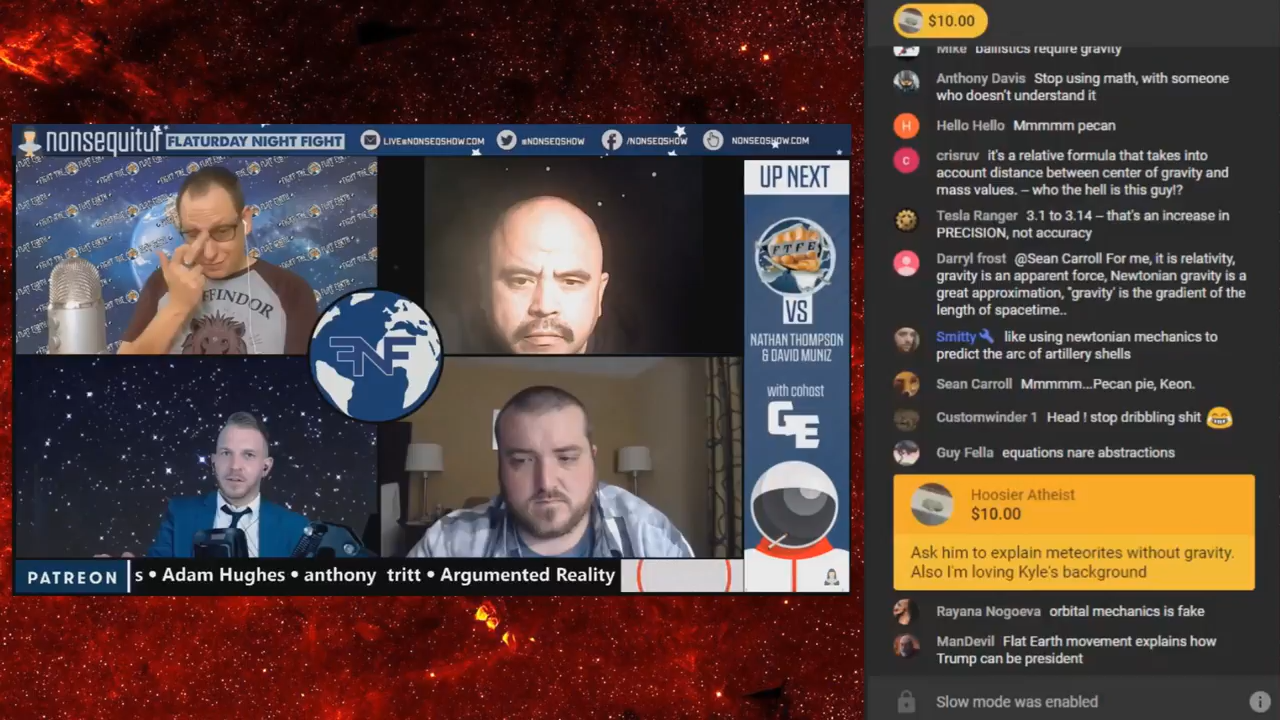 nonsequitur FLATURDAY NIGHT FIGHT LIVE@NONSEQSHOW.COM @NONSEQSHOW /NONSEQSHOW NONSEQSHOW.COM
FIGHT THE FLAT EARTH
GRYFFINDOR
FNF
UP NEXT
FTFE
VS
NATHAN THOMPSON
& DAVID MUNIZ
with cohost
GE
PATREON s • Adam Hughes • anthony tritt • Argumented Reality
$10.00
Mike ballistics require gravity
Anthony Davis Stop using math, with someone
who doesn't understand it
H Hello Hello Mmmmm pecan
c crisruv it's a relative formula that takes into
account distance between center of gravity and
mass values. – who the hell is this guy!?
Tesla Ranger 3.1 to 3.14 – that's an increase in
PRECISION, not accuracy
Darryl frost @Sean Carroll For me, it is relativity,
gravity is an apparent force, Newtonian gravity is a
great approximation, "gravity' is the gradient of the
length of spacetime..
Smitty like using newtonian mechanics to
predict the arc of artillery shells
Sean Carroll Mmmmm...Pecan pie, Keon.
Customwinder 1 Head ! stop dribbling shit 😂
Guy Fella equations nare abstractions
Hoosier Atheist
$10.00
Ask him to explain meteorites without gravity.
Also I'm loving Kyle's background
Rayana Nogoeva orbital mechanics is fake
ManDevil Flat Earth movement explains how
Trump can be president
Slow mode was enabled